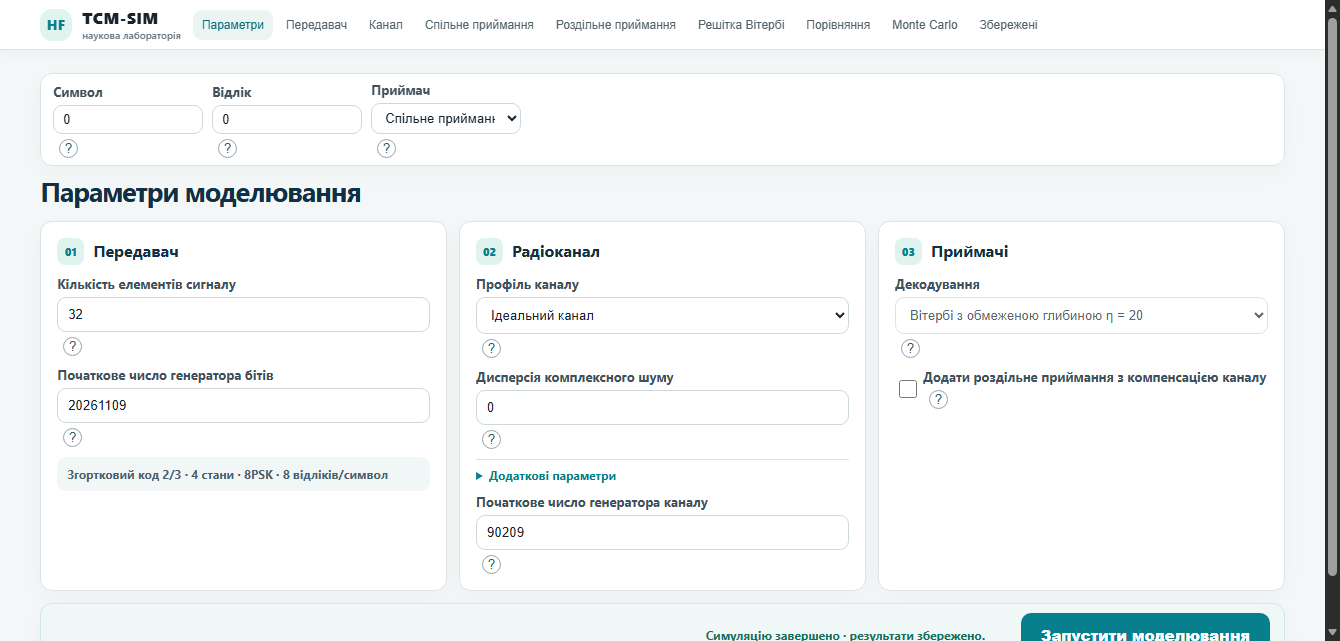 HF
TCM-SIM
наукова лабораторія
Параметри
Передавач
Канал
Спільне приймання
Роздільне приймання
Решітка Вітербі
Порівняння
Monte Carlo
Збережені
Символ
Відлік
Приймач
0
0
Спільне прийманн
?
?
?
Параметри моделювання
01 Передавач
Кількість елементів сигналу
32
?
Початкове число генератора бітів
20261109
?
Згортковий код 2/3 · 4 стани · 8PSK · 8 відліків/символ
02 Радіоканал
Профіль каналу
Ідеальний канал
?
Дисперсія комплексного шуму
0
?
Додаткові параметри
Початкове число генератора каналу
90209
?
03 Приймачі
Декодування
Вітербі з обмеженою глибиною η = 20
?
Додати роздільне приймання з компенсацією каналу
?
Симуляцію завершено · результати збережено.
Запустити моделювання